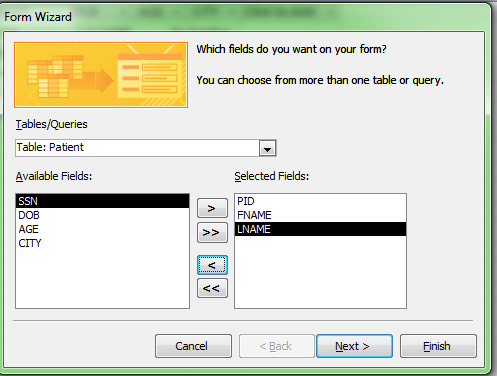 Form Wizard
Which fields do you want on your form?
You can choose from more than one table or query.
Tables/Queries
Table: Patient
Available Fields:
Selected Fields:
SSN
DOB
AGE
CITY
>
>>
<
<<
PID
FNAME
LNAME
Cancel
< Back
Next >
Finish